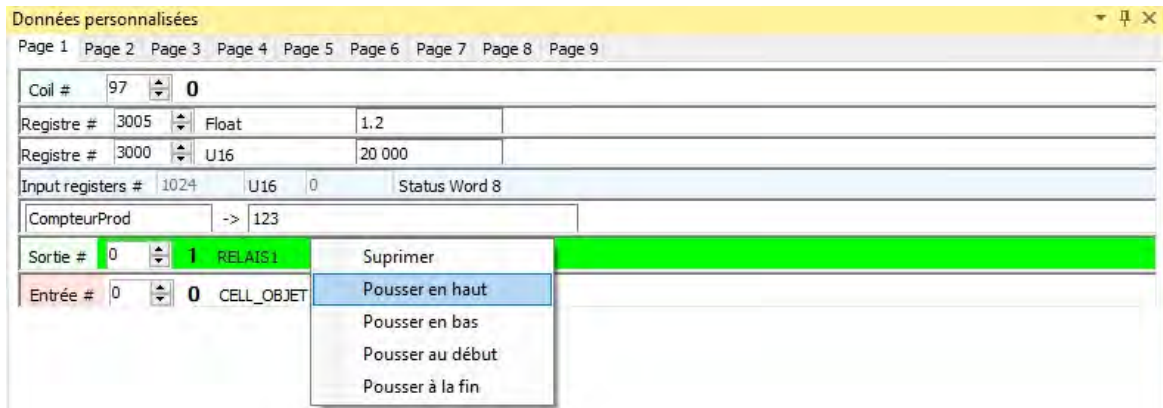 Données personnalisées
Page 1 Page 2 Page 3 Page 4 Page 5 Page 6 Page 7 Page 8 Page 9
Coil # 97 0
Registre # 3005 Float 1.2
Registre # 3000 U16 20 000
Input registers # 1024 U16 0 Status Word 8
CompteurProd -> 123
Sortie # 0 1 RELAIS1
Entrée # 0 0 CELL_OBJET
Suprimer
Pousser en haut
Pousser en bas
Pousser au début
Pousser à la fin